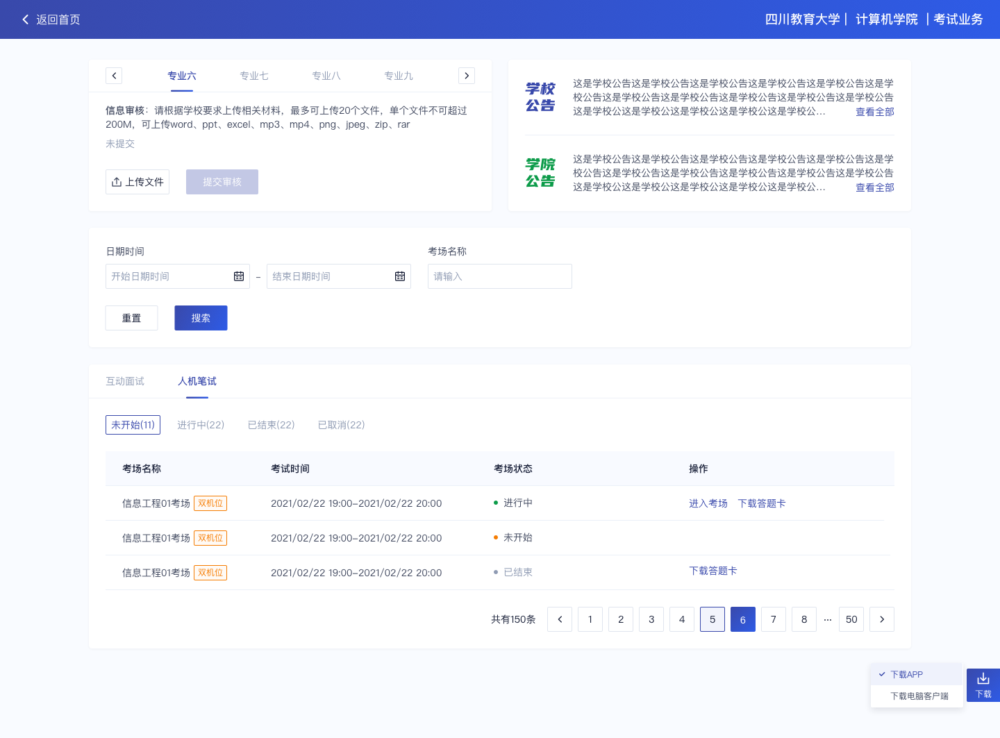 返回首页
四川教育大学 | 计算机学院 | 考试业务
专业六 专业七 专业八 专业九
信息审核：请根据学校要求上传相关材料，最多可上传20个文件，单个文件不可超过
200M，可上传word、ppt、excel、mp3、mp4、png、jpeg、zip、rar
未提交
上传文件 提交审核
学校
公告
这是学校公告这是学校公告这是学校公告这是学校公告这是学校公告这是学
校公告这是学校公告这是学校公告这是学校公告这是学校公告这是学校公告
这是学校公这是学校公这是学校公这是学校公这是学校公... 查看全部
学院
公告
这是学校公告这是学校公告这是学校公告这是学校公告这是学校公告这是学
校公告这是学校公告这是学校公告这是学校公告这是学校公告这是学校公告
这是学校公这是学校公这是学校公这是学校公这是学校公... 查看全部
日期时间 考场名称
开始日期时间 – 结束日期时间 请输入
重置 搜索
互动面试 人机笔试
未开始(11) 进行中(22) 已结束(22) 已取消(22)
考场名称 考试时间 考场状态 操作
信息工程01考场 双机位 2021/02/22 19:00-2021/02/22 20:00 进行中 进入考场 下载答题卡
信息工程01考场 双机位 2021/02/22 19:00-2021/02/22 20:00 未开始
信息工程01考场 双机位 2021/02/22 19:00-2021/02/22 20:00 已结束 下载答题卡
共有150条 1 2 3 4 5 6 7 8 ··· 50
下载APP
下载电脑客户端
下载